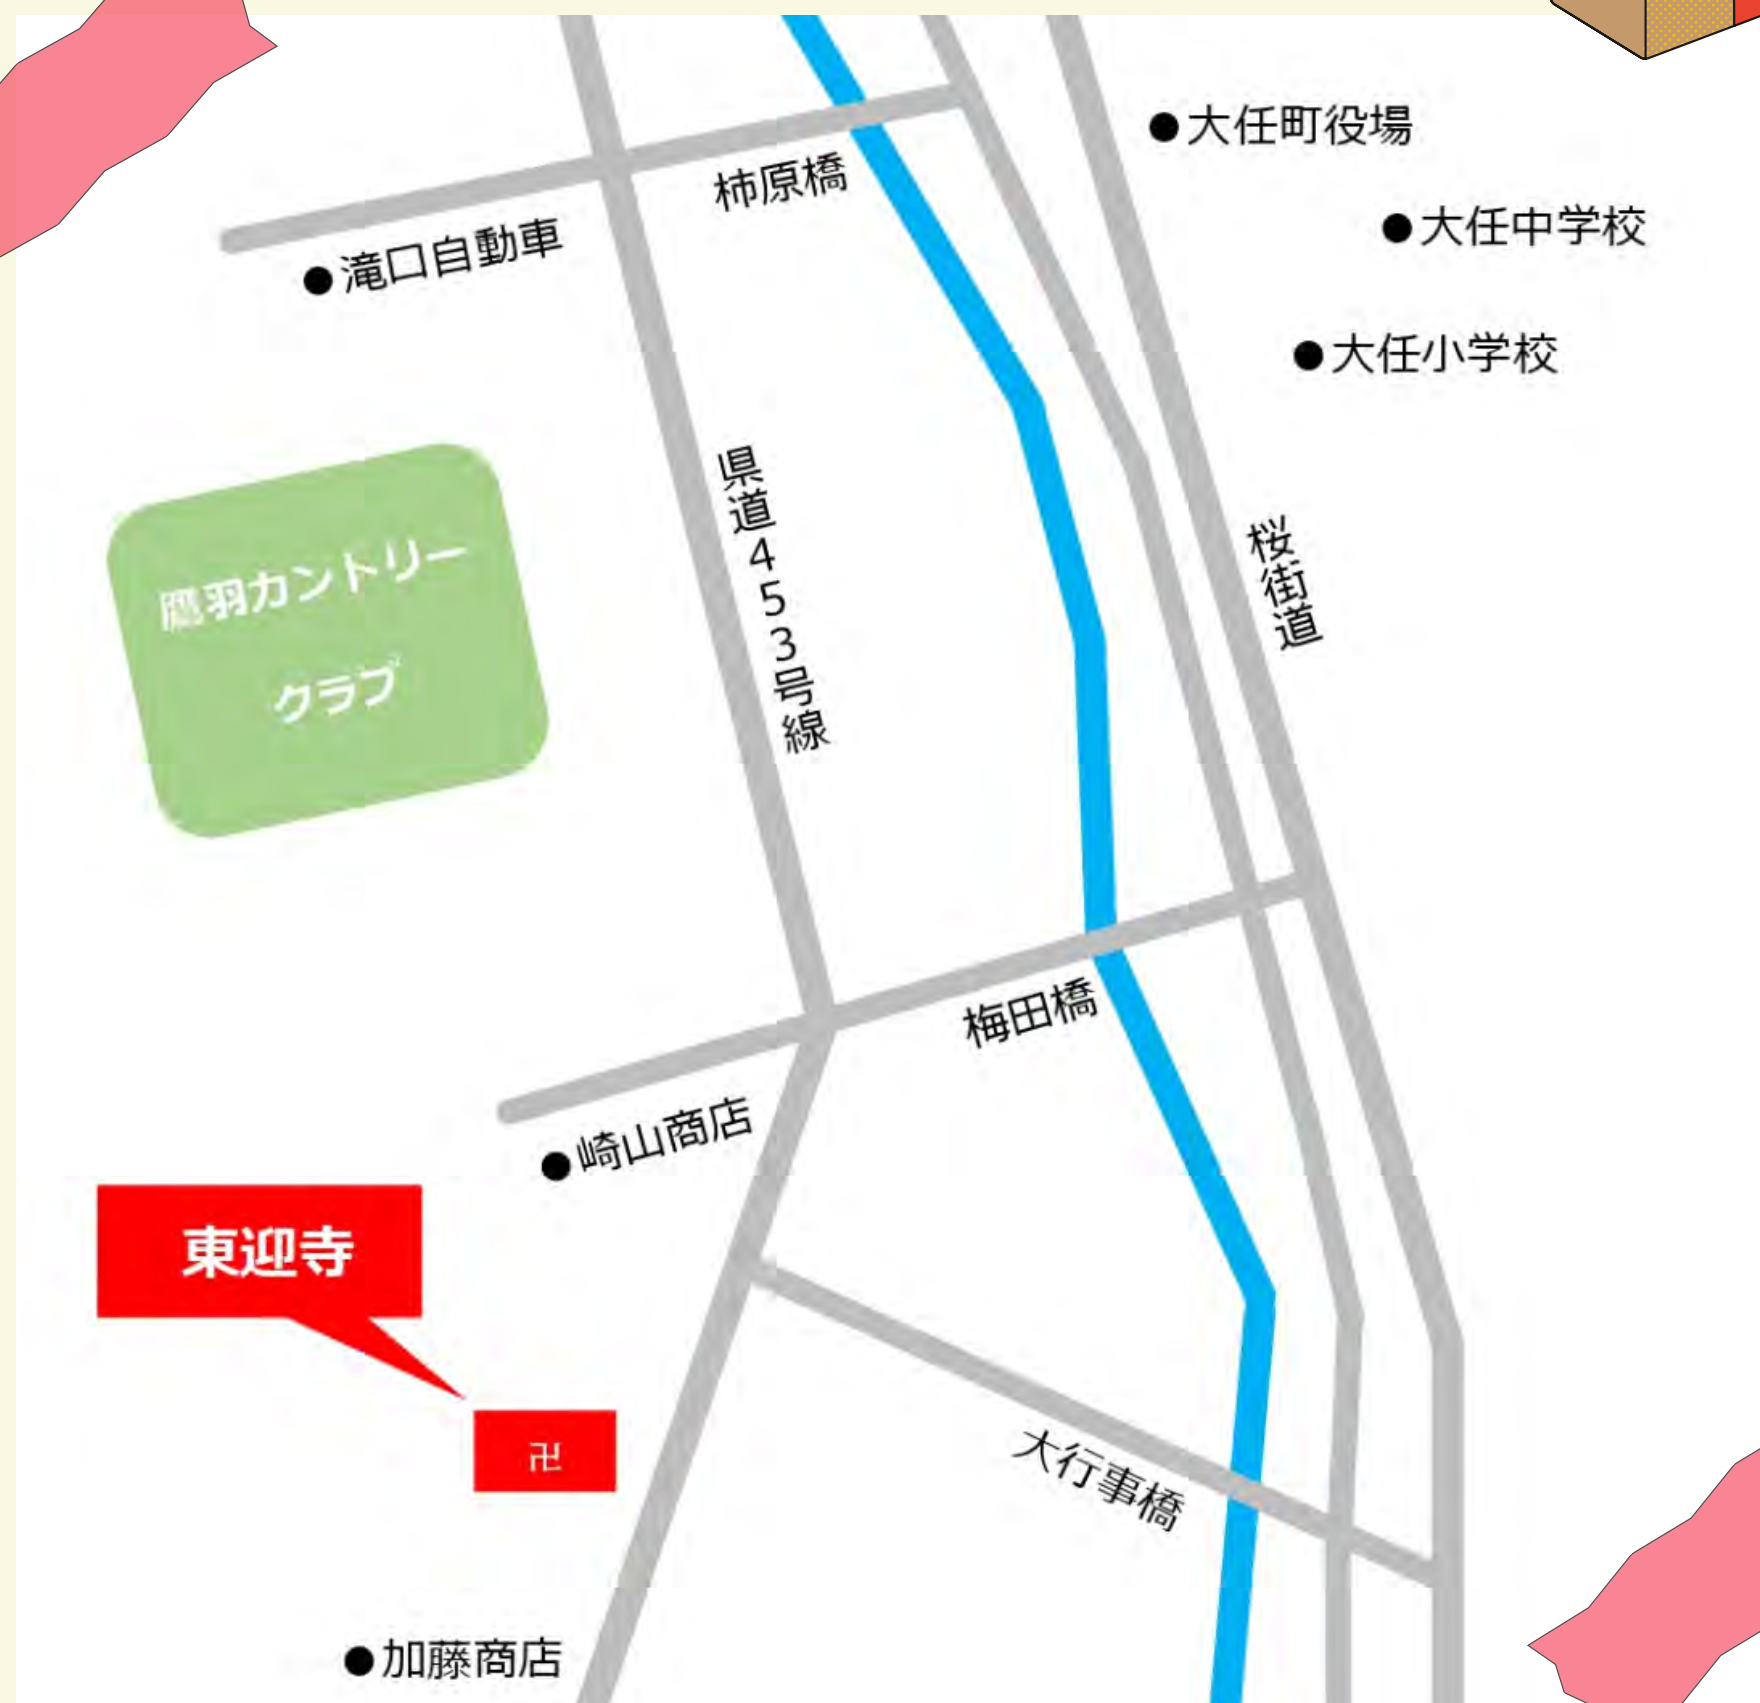 大任町役場
柿原橋
大任中学校
滝口自動車
大任小学校
県道453号線
桜街道
鷹羽カントリー
クラブ
梅田橋
崎山商店
東迎寺
卍
大行事橋
加藤商店